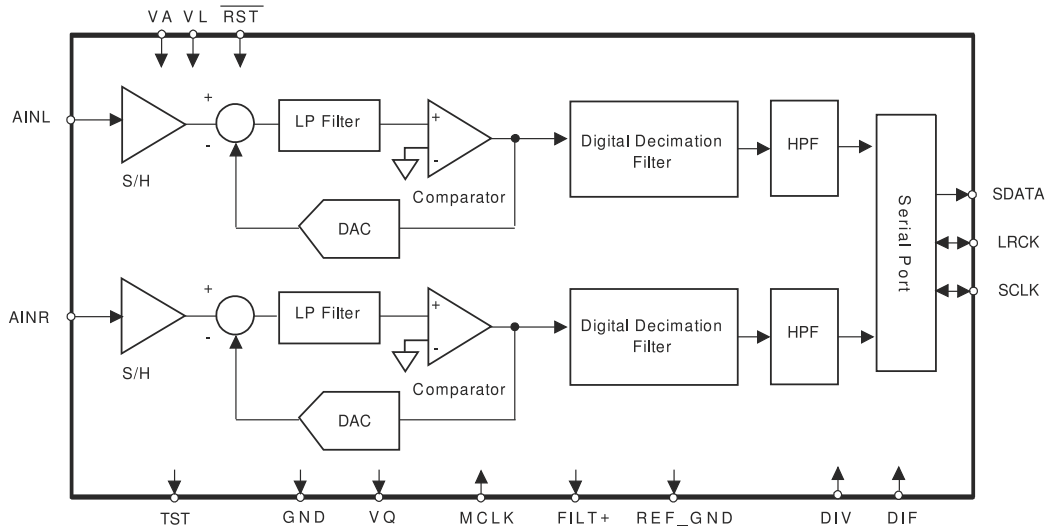 VA VL RST
AINL
+
-
S/H
LP Filter
+
-
Comparator
DAC
Digital Decimation
Filter
HPF
Serial Port
SDATA
LRCK
SCLK
AINR
+
-
S/H
LP Filter
+
-
Comparator
DAC
Digital Decimation
Filter
HPF
TST GND VQ MCLK FILT+ REF_GND DIV DIF